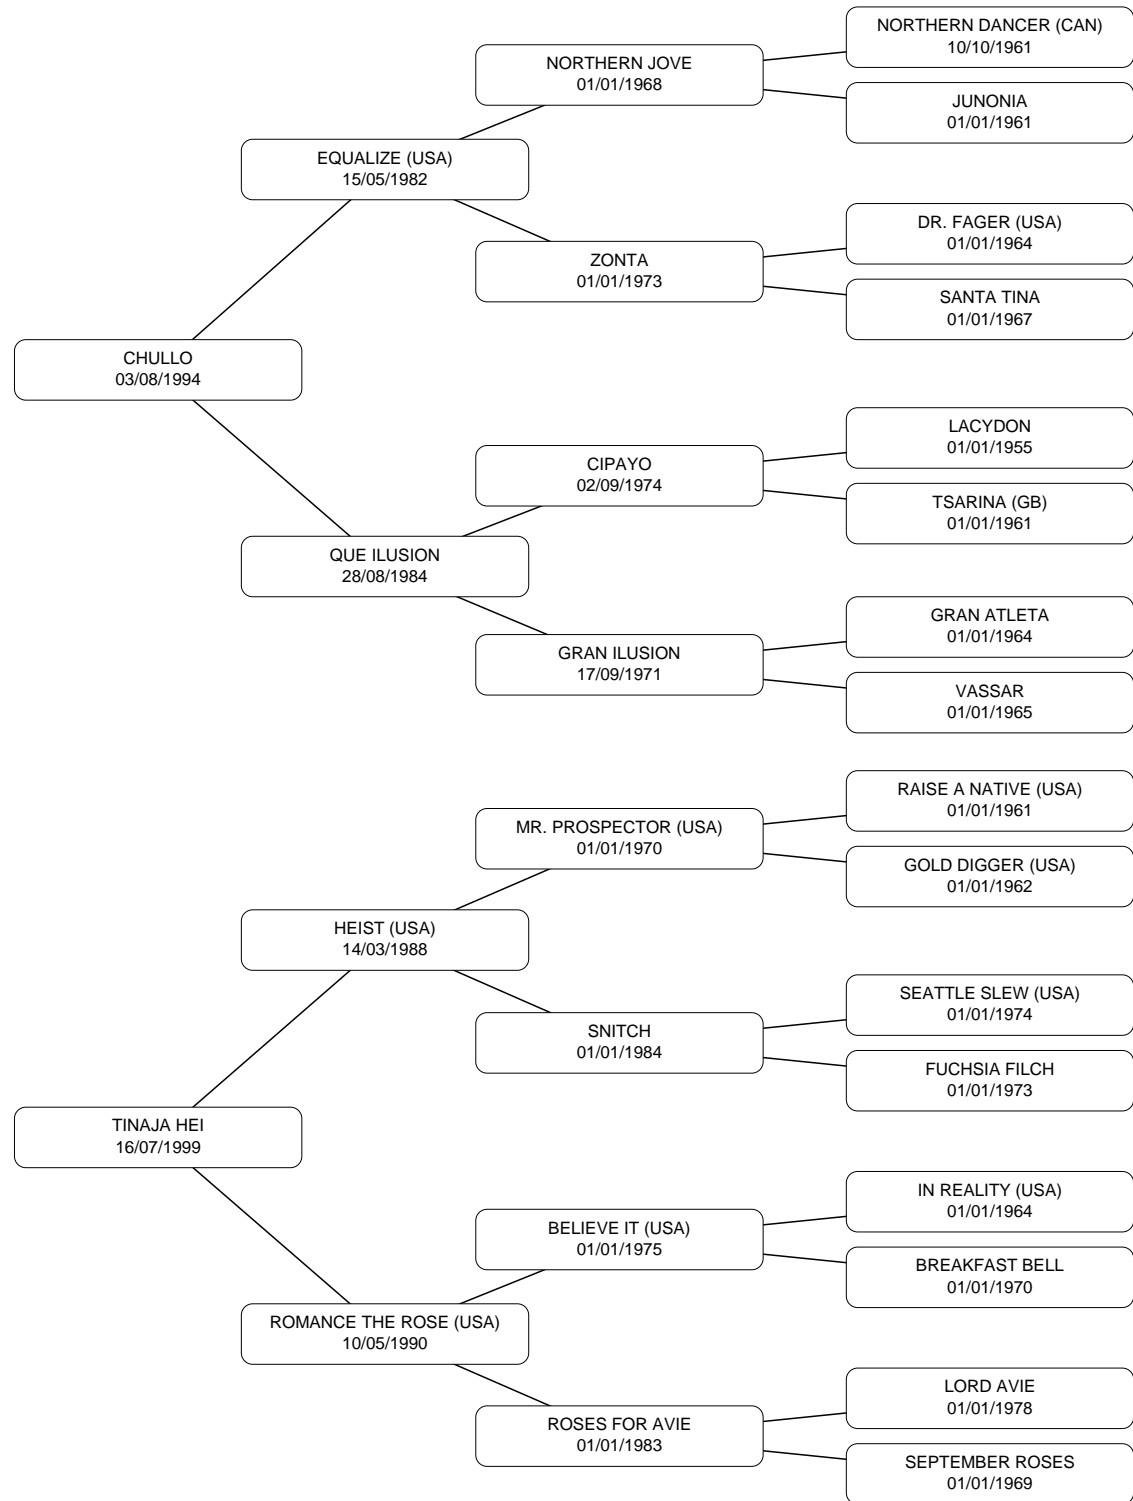 NORTHERN DANCER (CAN)
10/10/1961
NORTHERN JOVE
01/01/1968
JUNONIA
01/01/1961
EQUALIZE (USA)
15/05/1982
DR. FAGER (USA)
01/01/1964
ZONTA
01/01/1973
SANTA TINA
01/01/1967
CHULLO
03/08/1994
LACYDON
01/01/1955
CIPAYO
02/09/1974
TSARINA (GB)
01/01/1961
QUE ILUSION
28/08/1984
GRAN ATLETA
01/01/1964
GRAN ILUSION
17/09/1971
VASSAR
01/01/1965
RAISE A NATIVE (USA)
01/01/1961
MR. PROSPECTOR (USA)
01/01/1970
GOLD DIGGER (USA)
01/01/1962
HEIST (USA)
14/03/1988
SEATTLE SLEW (USA)
01/01/1974
SNITCH
01/01/1984
FUCHSIA FILCH
01/01/1973
TINAJA HEI
16/07/1999
IN REALITY (USA)
01/01/1964
BELIEVE IT (USA)
01/01/1975
BREAKFAST BELL
01/01/1970
ROMANCE THE ROSE (USA)
10/05/1990
LORD AVIE
01/01/1978
ROSES FOR AVIE
01/01/1983
SEPTEMBER ROSES
01/01/1969